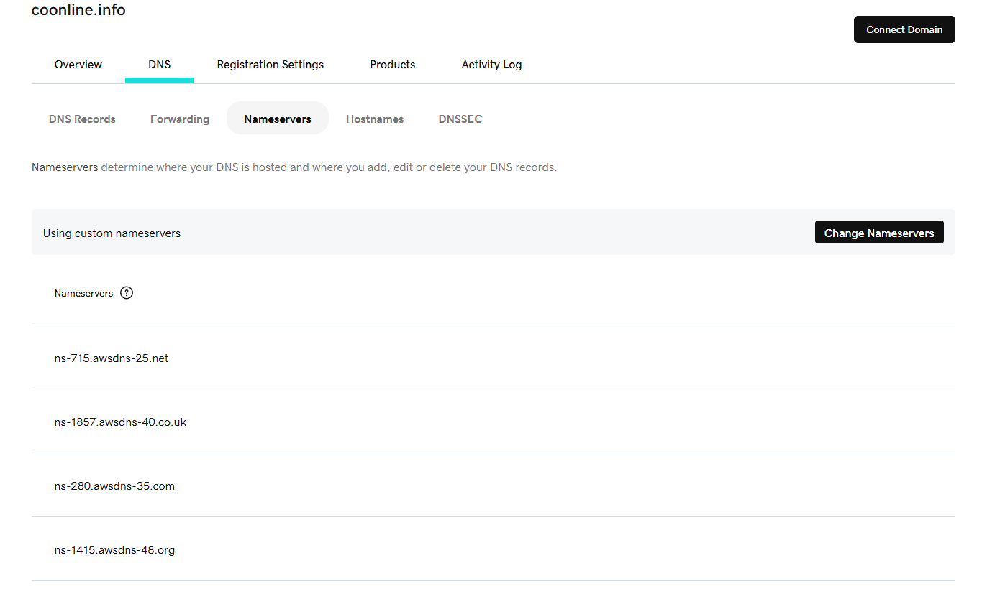 coonline.info
Connect Domain
Overview DNS Registration Settings Products Activity Log
DNS Records Forwarding Nameservers Hostnames DNSSEC
Nameservers determine where your DNS is hosted and where you add, edit or delete your DNS records.
Using custom nameservers Change Nameservers
Nameservers ?
ns-715.awsdns-25.net
ns-1857.awsdns-40.co.uk
ns-280.awsdns-35.com
ns-1415.awsdns-48.org